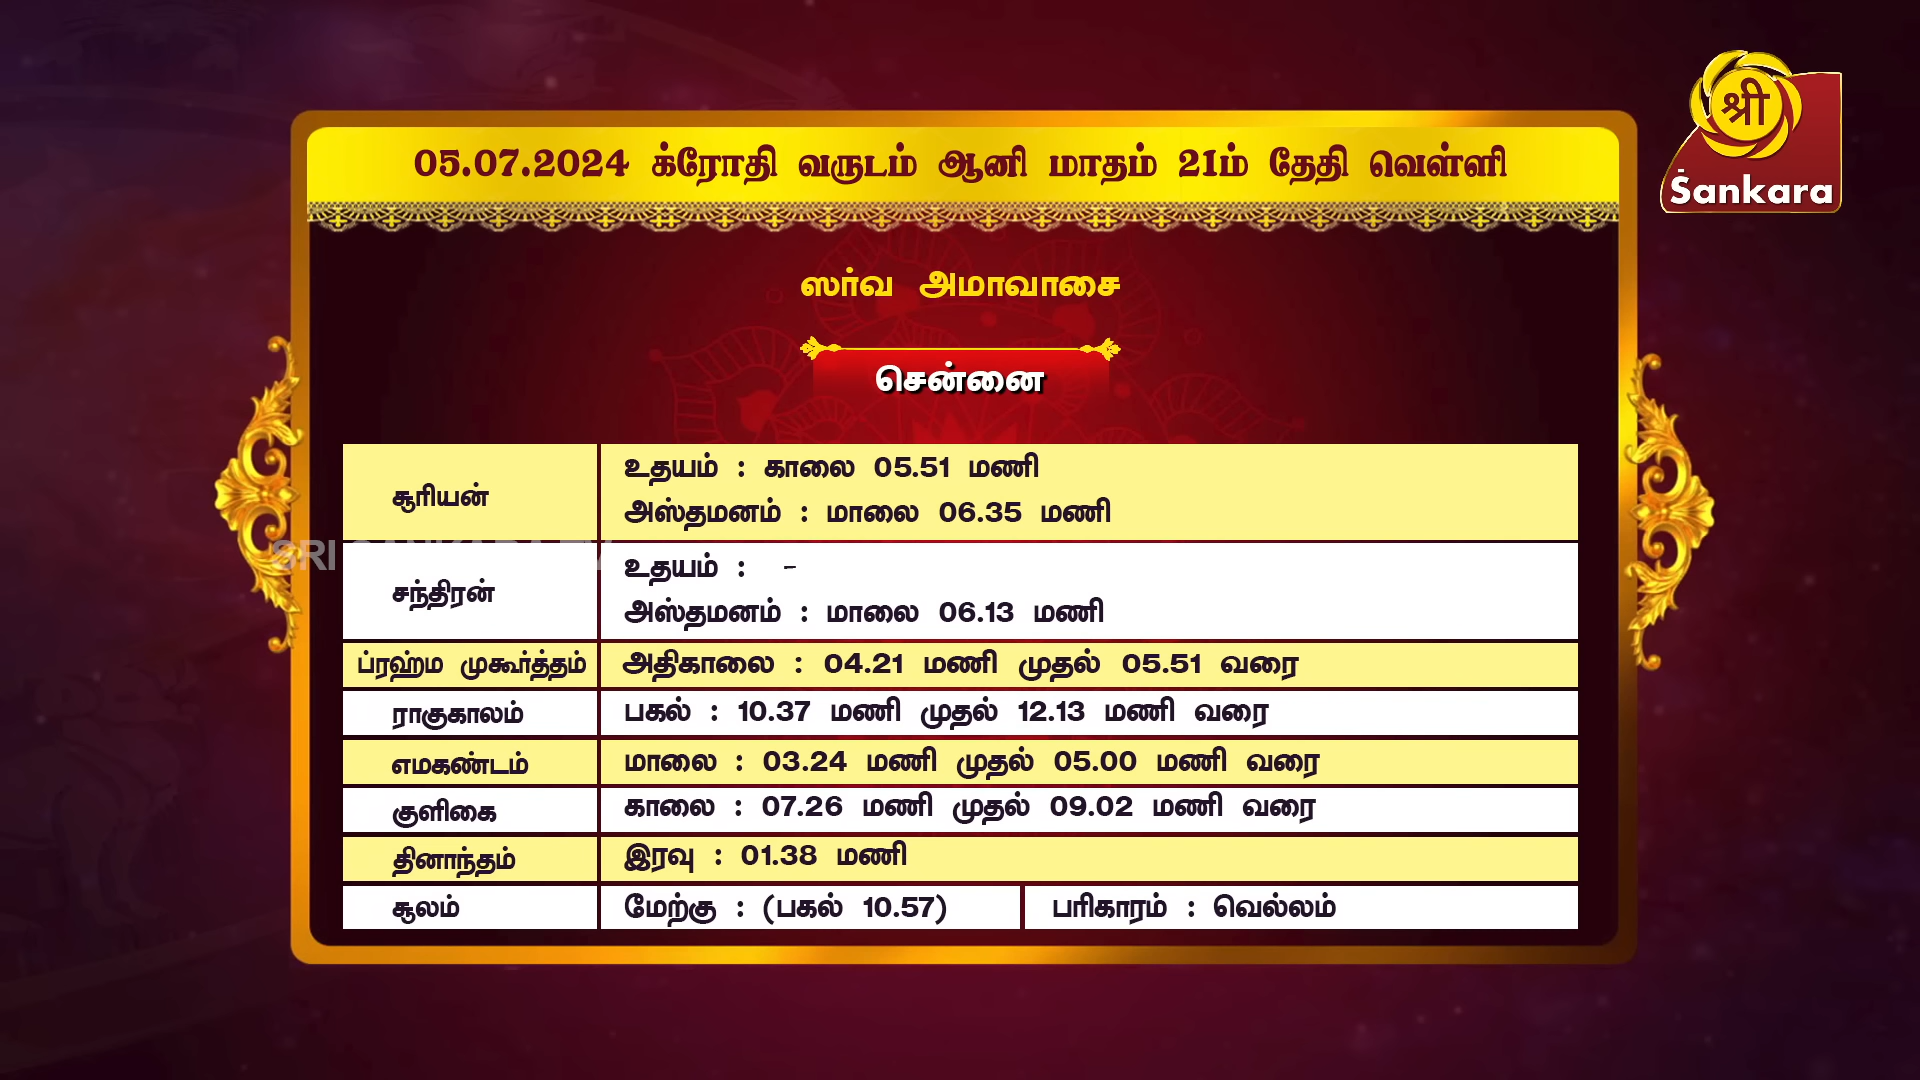 श्री
Sankara
05.07.2024 க்ரோதி வருடம் ஆனி மாதம் 21ம் தேதி வெள்ளி
ஸர்வ அமாவாசை
சென்னை
சூரியன்
உதயம் : காலை 05.51 மணி
அஸ்தமனம் : மாலை 06.35 மணி
SRI SANKARA TV
சந்திரன்
உதயம் : -
அஸ்தமனம் : மாலை 06.13 மணி
ப்ரஹ்ம முகூர்த்தம் அதிகாலை : 04.21 மணி முதல் 05.51 வரை
ராகுகாலம் பகல் : 10.37 மணி முதல் 12.13 மணி வரை
எமகண்டம் மாலை : 03.24 மணி முதல் 05.00 மணி வரை
குளிகை காலை : 07.26 மணி முதல் 09.02 மணி வரை
தினாந்தம் இரவு : 01.38 மணி
சூலம் மேற்கு : (பகல் 10.57) பரிகாரம் : வெல்லம்